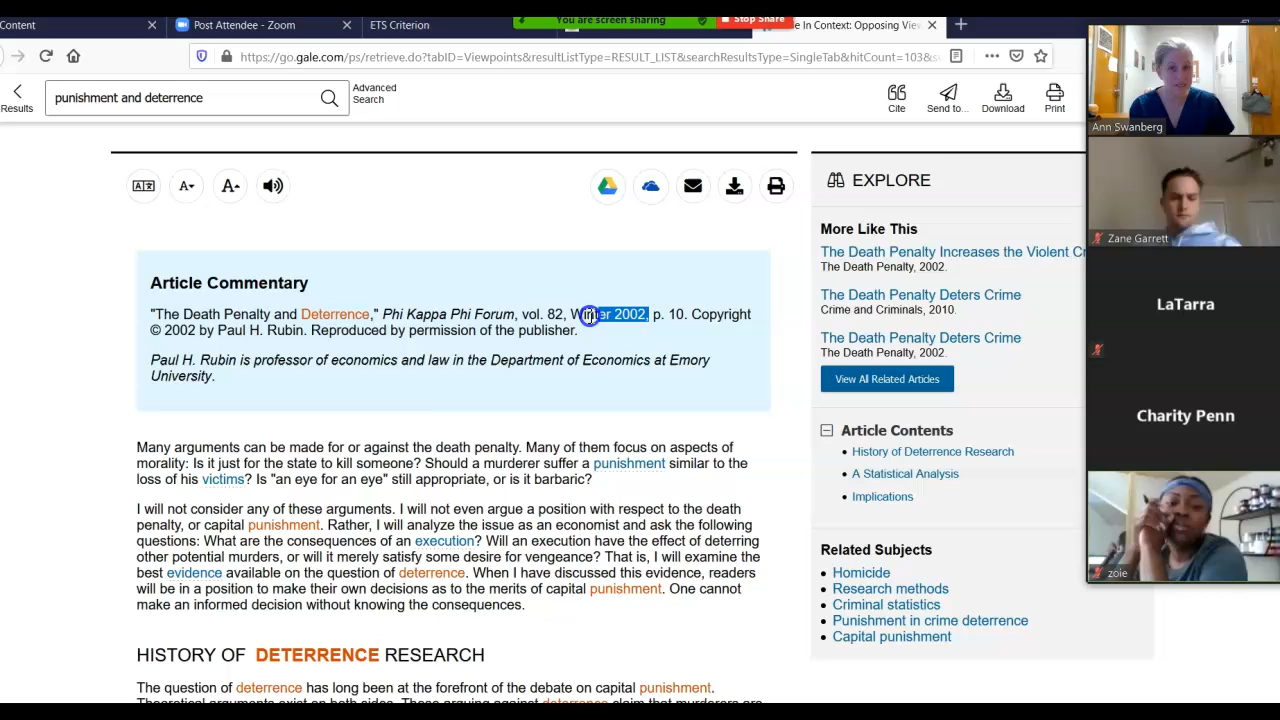 Content
Post Attendee - Zoom
ETS Criterion
You are screen sharing
Stop Share
e In Context: Opposing View
https://go.gale.com/ps/retrieve.do?tabID=Viewpoints&resultListType=RESULT_LIST&searchResultsType=SingleTab&hitCount=103&
Results
punishment and deterrence
Advanced
Search
Cite
Send to...
Download
Print
A- A+
Article Commentary
"The Death Penalty and Deterrence," Phi Kappa Phi Forum, vol. 82, Winter 2002, p. 10. Copyright
© 2002 by Paul H. Rubin. Reproduced by permission of the publisher.
Paul H. Rubin is professor of economics and law in the Department of Economics at Emory
University.
Many arguments can be made for or against the death penalty. Many of them focus on aspects of
morality: Is it just for the state to kill someone? Should a murderer suffer a punishment similar to the
loss of his victims? Is "an eye for an eye" still appropriate, or is it barbaric?
I will not consider any of these arguments. I will not even argue a position with respect to the death
penalty, or capital punishment. Rather, I will analyze the issue as an economist and ask the following
questions: What are the consequences of an execution? Will an execution have the effect of deterring
other potential murders, or will it merely satisfy some desire for vengeance? That is, I will examine the
best evidence available on the question of deterrence. When I have discussed this evidence, readers
will be in a position to make their own decisions as to the merits of capital punishment. One cannot
make an informed decision without knowing the consequences.
HISTORY OF DETERRENCE RESEARCH
The question of deterrence has long been at the forefront of the debate on capital punishment.
Theoretical arguments exist on both sides. Those arguing against deterrence claim that murderers are
EXPLORE
More Like This
The Death Penalty Increases the Violent Cr
The Death Penalty, 2002.
The Death Penalty Deters Crime
Crime and Criminals, 2010.
The Death Penalty Deters Crime
The Death Penalty, 2002.
View All Related Articles
Article Contents
History of Deterrence Research
A Statistical Analysis
Implications
Related Subjects
Homicide
Research methods
Criminal statistics
Punishment in crime deterrence
Capital punishment
Ann Swanberg
Zane Garrett
LaTarra
Charity Penn
zoie